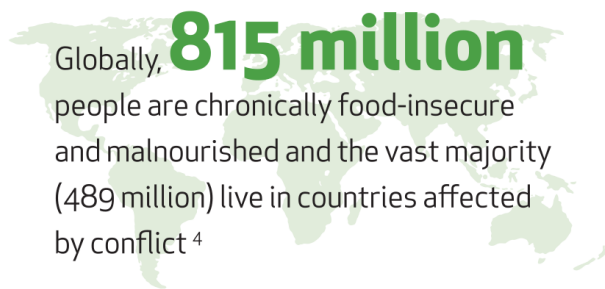 Globally, 815 million
people are chronically food-insecure
and malnourished and the vast majority
(489 million) live in countries affected
by conflict 4